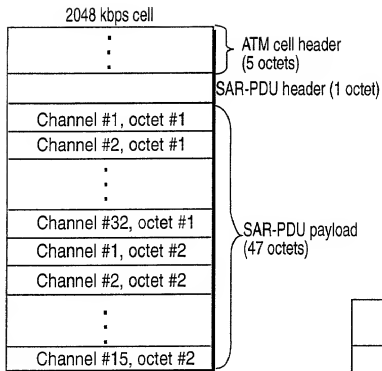 2048 kbps cell
ATM cell header
(5 octets)
SAR-PDU header (1 octet)
Channel #1, octet #1
Channel #2, octet #1
Channel #32, octet #1
Channel #1, octet #2
Channel #2, octet #2
Channel #15, octet #2
SAR-PDU payload
(47 octets)